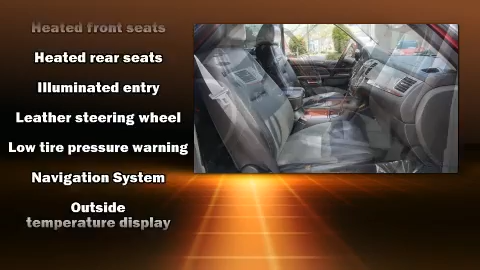 Heated front seats
Heated rear seats
Illuminated entry
Leather steering wheel
Low tire pressure warning
Navigation System
Outside
temperature display